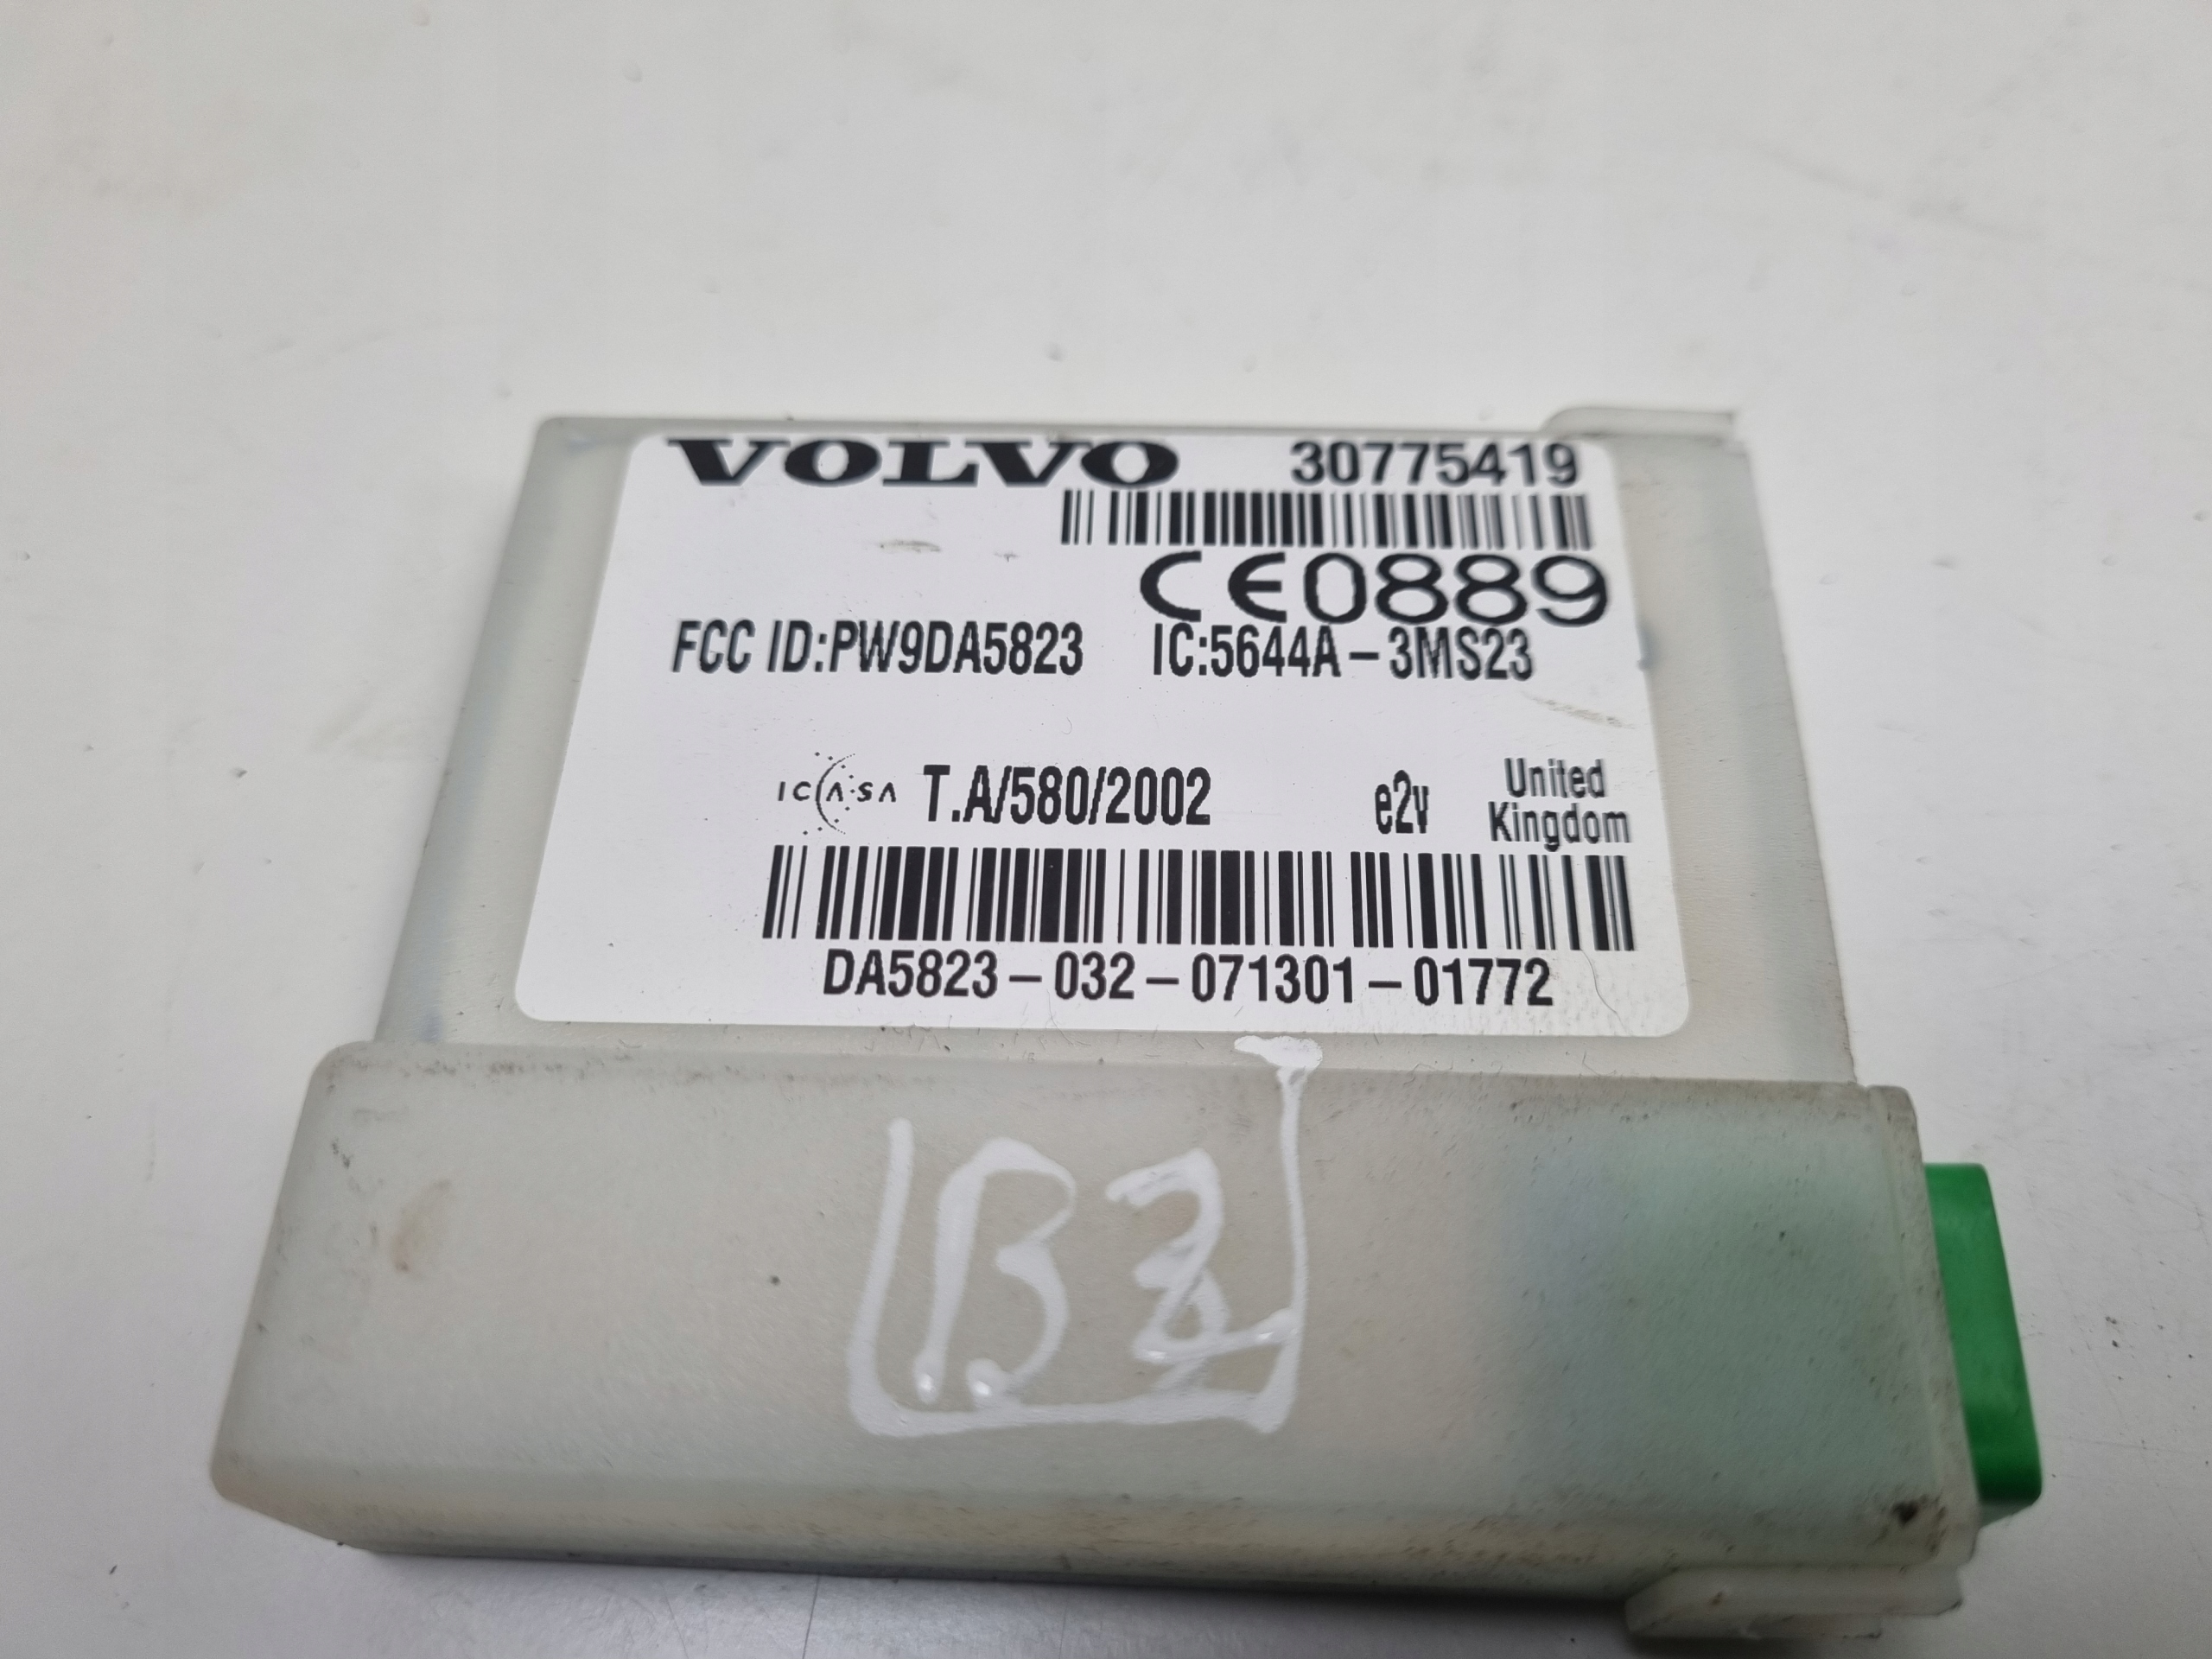 VOLVO 30775419
CE0889
FCC ID:PW9DA5823 IC:5644A-3MS23
ICASA T.A/580/2002 e2v United Kingdom
DA5823-032-071301-01772